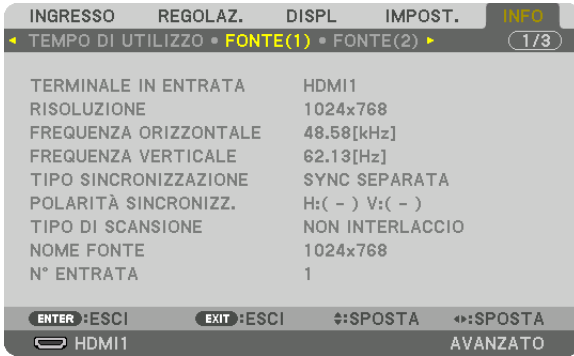 INGRESSO REGOLAZ. DISPL IMPOST. INFO
◄ TEMPO DI UTILIZZO • FONTE(1) • FONTE(2) ► 1/3
TERMINALE IN ENTRATA HDMI1
RISOLUZIONE 1024x768
FREQUENZA ORIZZONTALE 48.58[kHz]
FREQUENZA VERTICALE 62.13[Hz]
TIPO SINCRONIZZAZIONE SYNC SEPARATA
POLARITÀ SINCRONIZZ. H:( – ) V:( – )
TIPO DI SCANSIONE NON INTERLACCIO
NOME FONTE 1024x768
N° ENTRATA 1
ENTER :ESCI EXIT :ESCI ♦:SPOSTA ◄►:SPOSTA
HDMI1 AVANZATO